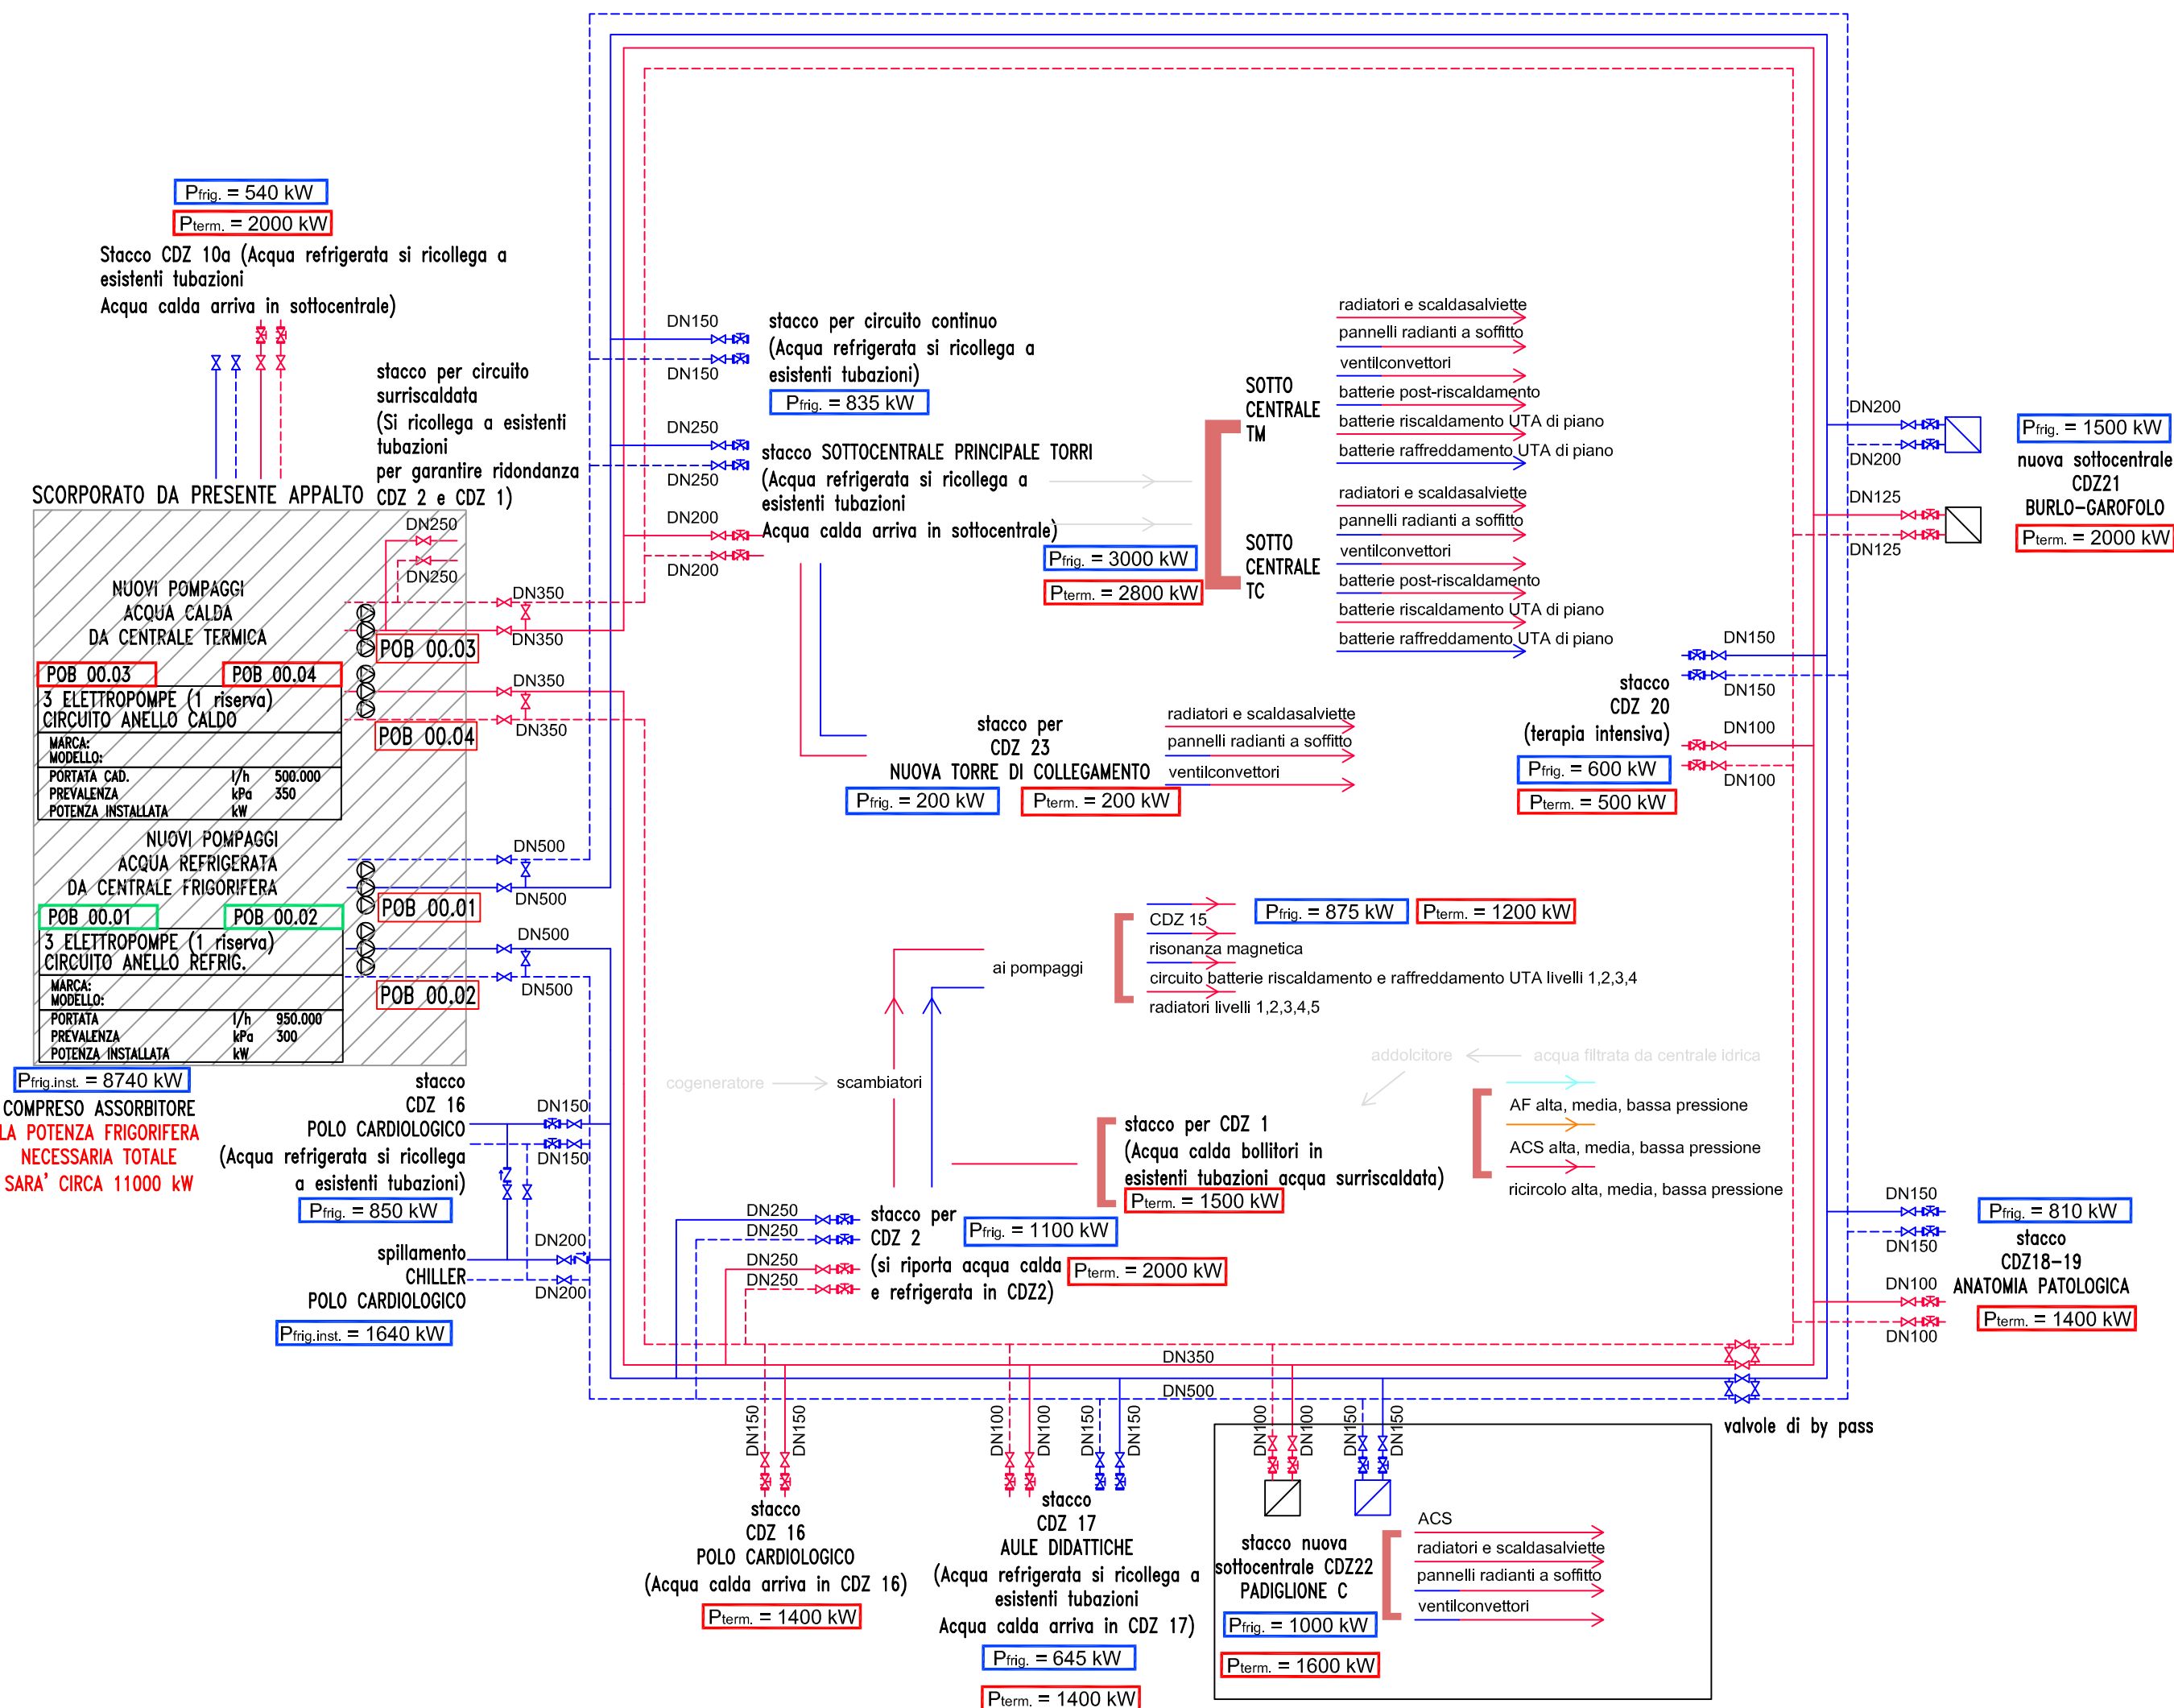 Pfrig. = 540 kW
Pterm. = 2000 kW
Stacco CDZ 10a (Acqua refrigerata si ricollega a
esistenti tubazioni
Acqua calda arriva in sottocentrale)
stacco per circuito
surriscaldata
(Si ricollega a esistenti
tubazioni
per garantire ridondanza
CDZ 2 e CDZ 1)
SCORPORATO DA PRESENTE APPALTO
DN250
DN250
NUOVI POMPAGGI
ACQUA CALDA
DA CENTRALE TERMICA
DN350
DN350
POB 00.03
POB 00.03
POB 00.04
3 ELETTROPOMPE (1 riserva)
CIRCUITO ANELLO CALDO
DN350
DN350
POB 00.04
MARCA:
MODELLO:
PORTATA CAD. l/h 500.000
PREVALENZA kPa 350
POTENZA INSTALLATA kW
NUOVI POMPAGGI
ACQUA REFRIGERATA
DA CENTRALE FRIGORIFERA
DN500
DN500
POB 00.01
POB 00.01
POB 00.02
3 ELETTROPOMPE (1 riserva)
CIRCUITO ANELLO REFRIG.
DN500
DN500
POB 00.02
MARCA:
MODELLO:
PORTATA l/h 950.000
PREVALENZA kPa 300
POTENZA INSTALLATA kW
Pfrig.inst. = 8740 kW
COMPRESO ASSORBITORE
LA POTENZA FRIGORIFERA
NECESSARIA TOTALE
SARA' CIRCA 11000 kW
stacco
CDZ 16
POLO CARDIOLOGICO
(Acqua refrigerata si ricollega
a esistenti tubazioni)
Pfrig. = 850 kW
DN150
DN150
spillamento
CHILLER
POLO CARDIOLOGICO
Pfrig.inst. = 1640 kW
DN200
DN200
DN150
DN150
stacco per circuito continuo
(Acqua refrigerata si ricollega a
esistenti tubazioni)
Pfrig. = 835 kW
DN250
DN250
DN200
DN200
stacco SOTTOCENTRALE PRINCIPALE TORRI
(Acqua refrigerata si ricollega a
esistenti tubazioni
Acqua calda arriva in sottocentrale)
Pfrig. = 3000 kW
Pterm. = 2800 kW
SOTTO
CENTRALE
TM
radiatori e scaldasalviette
pannelli radianti a soffitto
ventilconvettori
batterie post-riscaldamento
batterie riscaldamento UTA di piano
batterie raffreddamento UTA di piano
SOTTO
CENTRALE
TC
radiatori e scaldasalviette
pannelli radianti a soffitto
ventilconvettori
batterie post-riscaldamento
batterie riscaldamento UTA di piano
batterie raffreddamento UTA di piano
stacco per
CDZ 23
NUOVA TORRE DI COLLEGAMENTO
Pfrig. = 200 kW
Pterm. = 200 kW
radiatori e scaldasalviette
pannelli radianti a soffitto
ventilconvettori
DN200
DN200
DN125
DN125
Pfrig. = 1500 kW
nuova sottocentrale
CDZ21
BURLO-GAROFOLO
Pterm. = 2000 kW
DN150
DN150
DN100
DN100
stacco
CDZ 20
(terapia intensiva)
Pfrig. = 600 kW
Pterm. = 500 kW
ai pompaggi
CDZ 15
risonanza magnetica
circuito batterie riscaldamento e raffreddamento UTA livelli 1,2,3,4
radiatori livelli 1,2,3,4,5
Pfrig. = 875 kW
Pterm. = 1200 kW
cogeneratore
scambiatori
addolcitore
acqua filtrata da centrale idrica
stacco per CDZ 1
(Acqua calda bollitori in
esistenti tubazioni acqua surriscaldata)
Pterm. = 1500 kW
AF alta, media, bassa pressione
ACS alta, media, bassa pressione
ricircolo alta, media, bassa pressione
DN250
DN250
DN250
DN250
stacco per
CDZ 2
(si riporta acqua calda
e refrigerata in CDZ2)
Pfrig. = 1100 kW
Pterm. = 2000 kW
DN150
DN150
DN100
DN100
Pfrig. = 810 kW
stacco
CDZ18-19
ANATOMIA PATOLOGICA
Pterm. = 1400 kW
DN350
DN500
valvole di by pass
DN150
DN150
DN100
DN100
DN150
DN150
DN100
DN100
DN150
DN150
stacco
CDZ 16
POLO CARDIOLOGICO
(Acqua calda arriva in CDZ 16)
Pterm. = 1400 kW
stacco
CDZ 17
AULE DIDATTICHE
(Acqua refrigerata si ricollega a
esistenti tubazioni
Acqua calda arriva in CDZ 17)
Pfrig. = 645 kW
Pterm. = 1400 kW
stacco nuova
sottocentrale CDZ22
PADIGLIONE C
Pfrig. = 1000 kW
Pterm. = 1600 kW
ACS
radiatori e scaldasalviette
pannelli radianti a soffitto
ventilconvettori